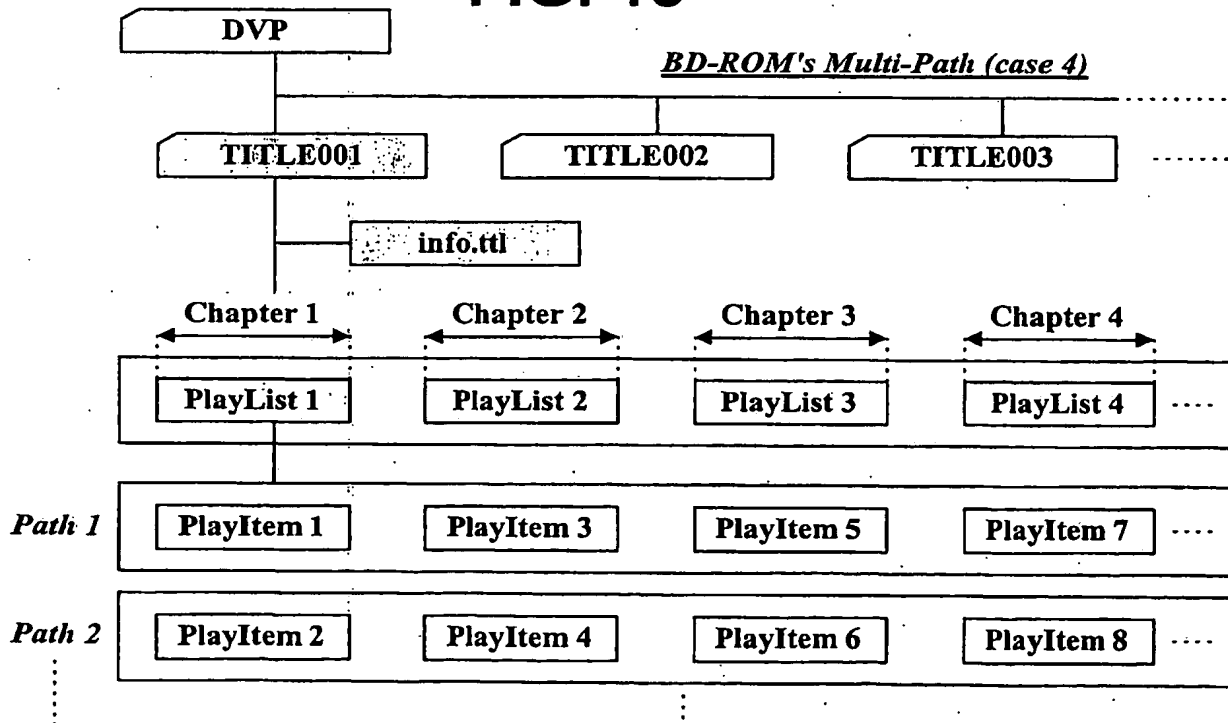 DVP
BD-ROM's Multi-Path (case 4)
TITLE001 TITLE002 TITLE003
info.ttl
Chapter 1 Chapter 2 Chapter 3 Chapter 4
PlayList 1 PlayList 2 PlayList 3 PlayList 4
Path 1 PlayItem 1 PlayItem 3 PlayItem 5 PlayItem 7
Path 2 PlayItem 2 PlayItem 4 PlayItem 6 PlayItem 8